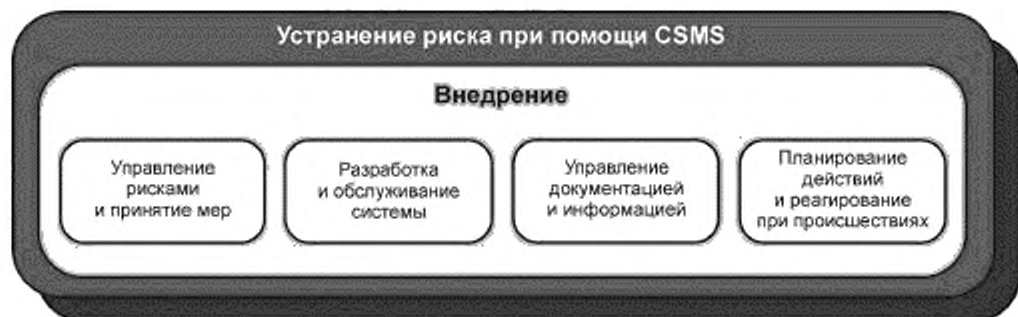 Устранение риска при помощи CSMS
Внедрение
Управление
рисками
и принятие мер
Разработка
и обслуживание
системы
Управление
документацией
и информацией
Планирование
действий
и реагирование
при происшествиях